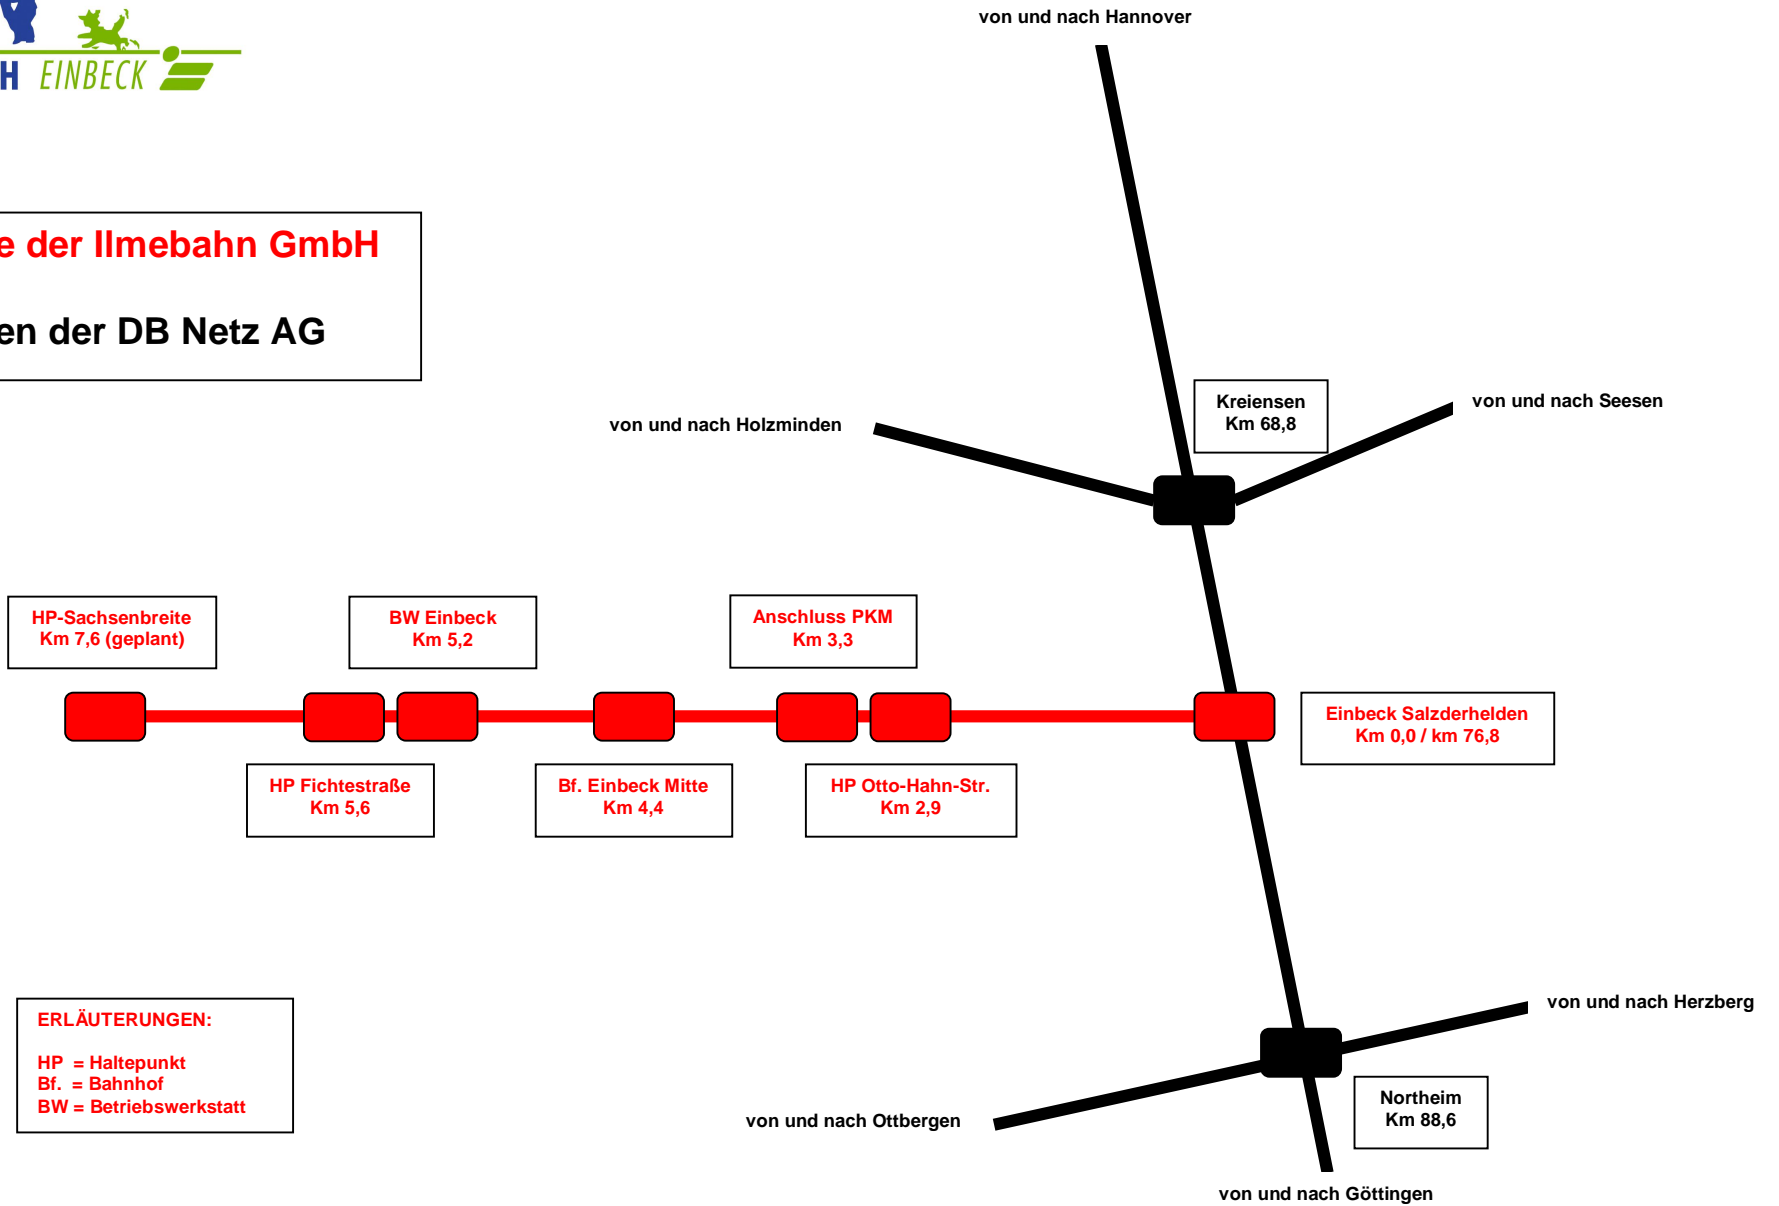 von und nach Hannover
H EINBECK
e der Ilmebahn GmbH
en der DB Netz AG
Kreiensen
Km 68,8
von und nach Seesen
von und nach Holzminden
HP-Sachsenbreite
Km 7,6 (geplant)
BW Einbeck
Km 5,2
Anschluss PKM
Km 3,3
Einbeck Salzderhelden
Km 0,0 / km 76,8
HP Fichtestraße
Km 5,6
Bf. Einbeck Mitte
Km 4,4
HP Otto-Hahn-Str.
Km 2,9
ERLÄUTERUNGEN:
HP = Haltepunkt
Bf. = Bahnhof
BW = Betriebswerkstatt
von und nach Herzberg
Northeim
Km 88,6
von und nach Ottbergen
von und nach Göttingen